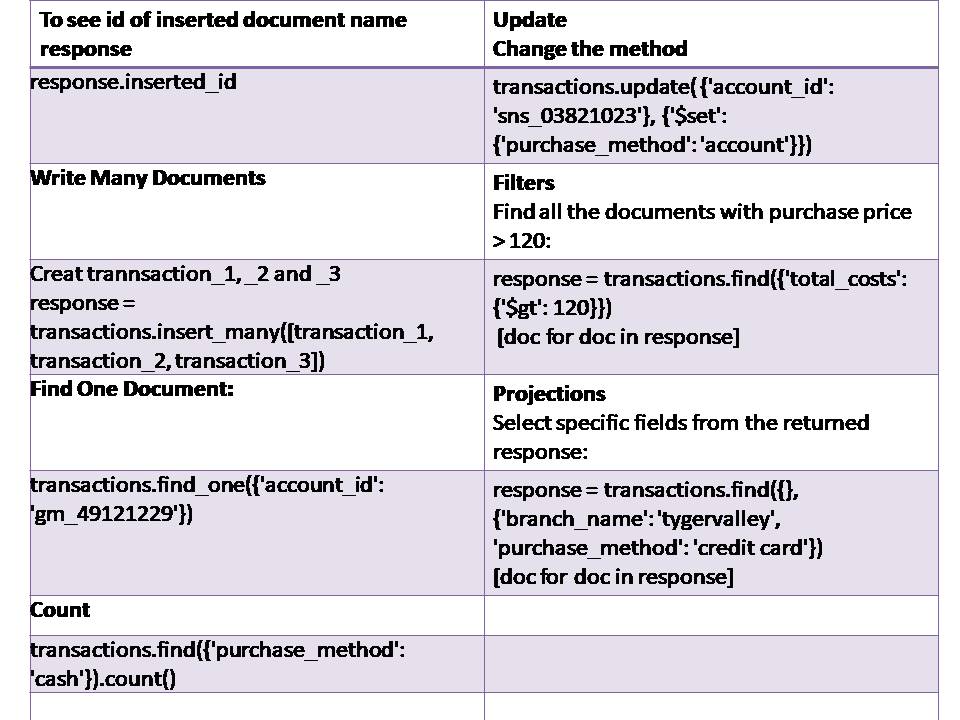 To see id of inserted document name
response
Update
Change the method
response.inserted_id
transactions.update({'account_id':
'sns_03821023'}, {'$set':
{'purchase_method': 'account'}})
Write Many Documents
Filters
Find all the documents with purchase price
> 120:
Creat trannsaction_1, _2 and _3
response =
transactions.insert_many([transaction_1,
transaction_2, transaction_3])
response = transactions.find({'total_costs':
{'$gt': 120}})
[doc for doc in response]
Find One Document:
Projections
Select specific fields from the returned
response:
transactions.find_one({'account_id':
'gm_49121229'})
response = transactions.find({},
{'branch_name': 'tygervalley',
'purchase_method': 'credit card'})
[doc for doc in response]
Count
transactions.find({'purchase_method':
'cash'}).count()